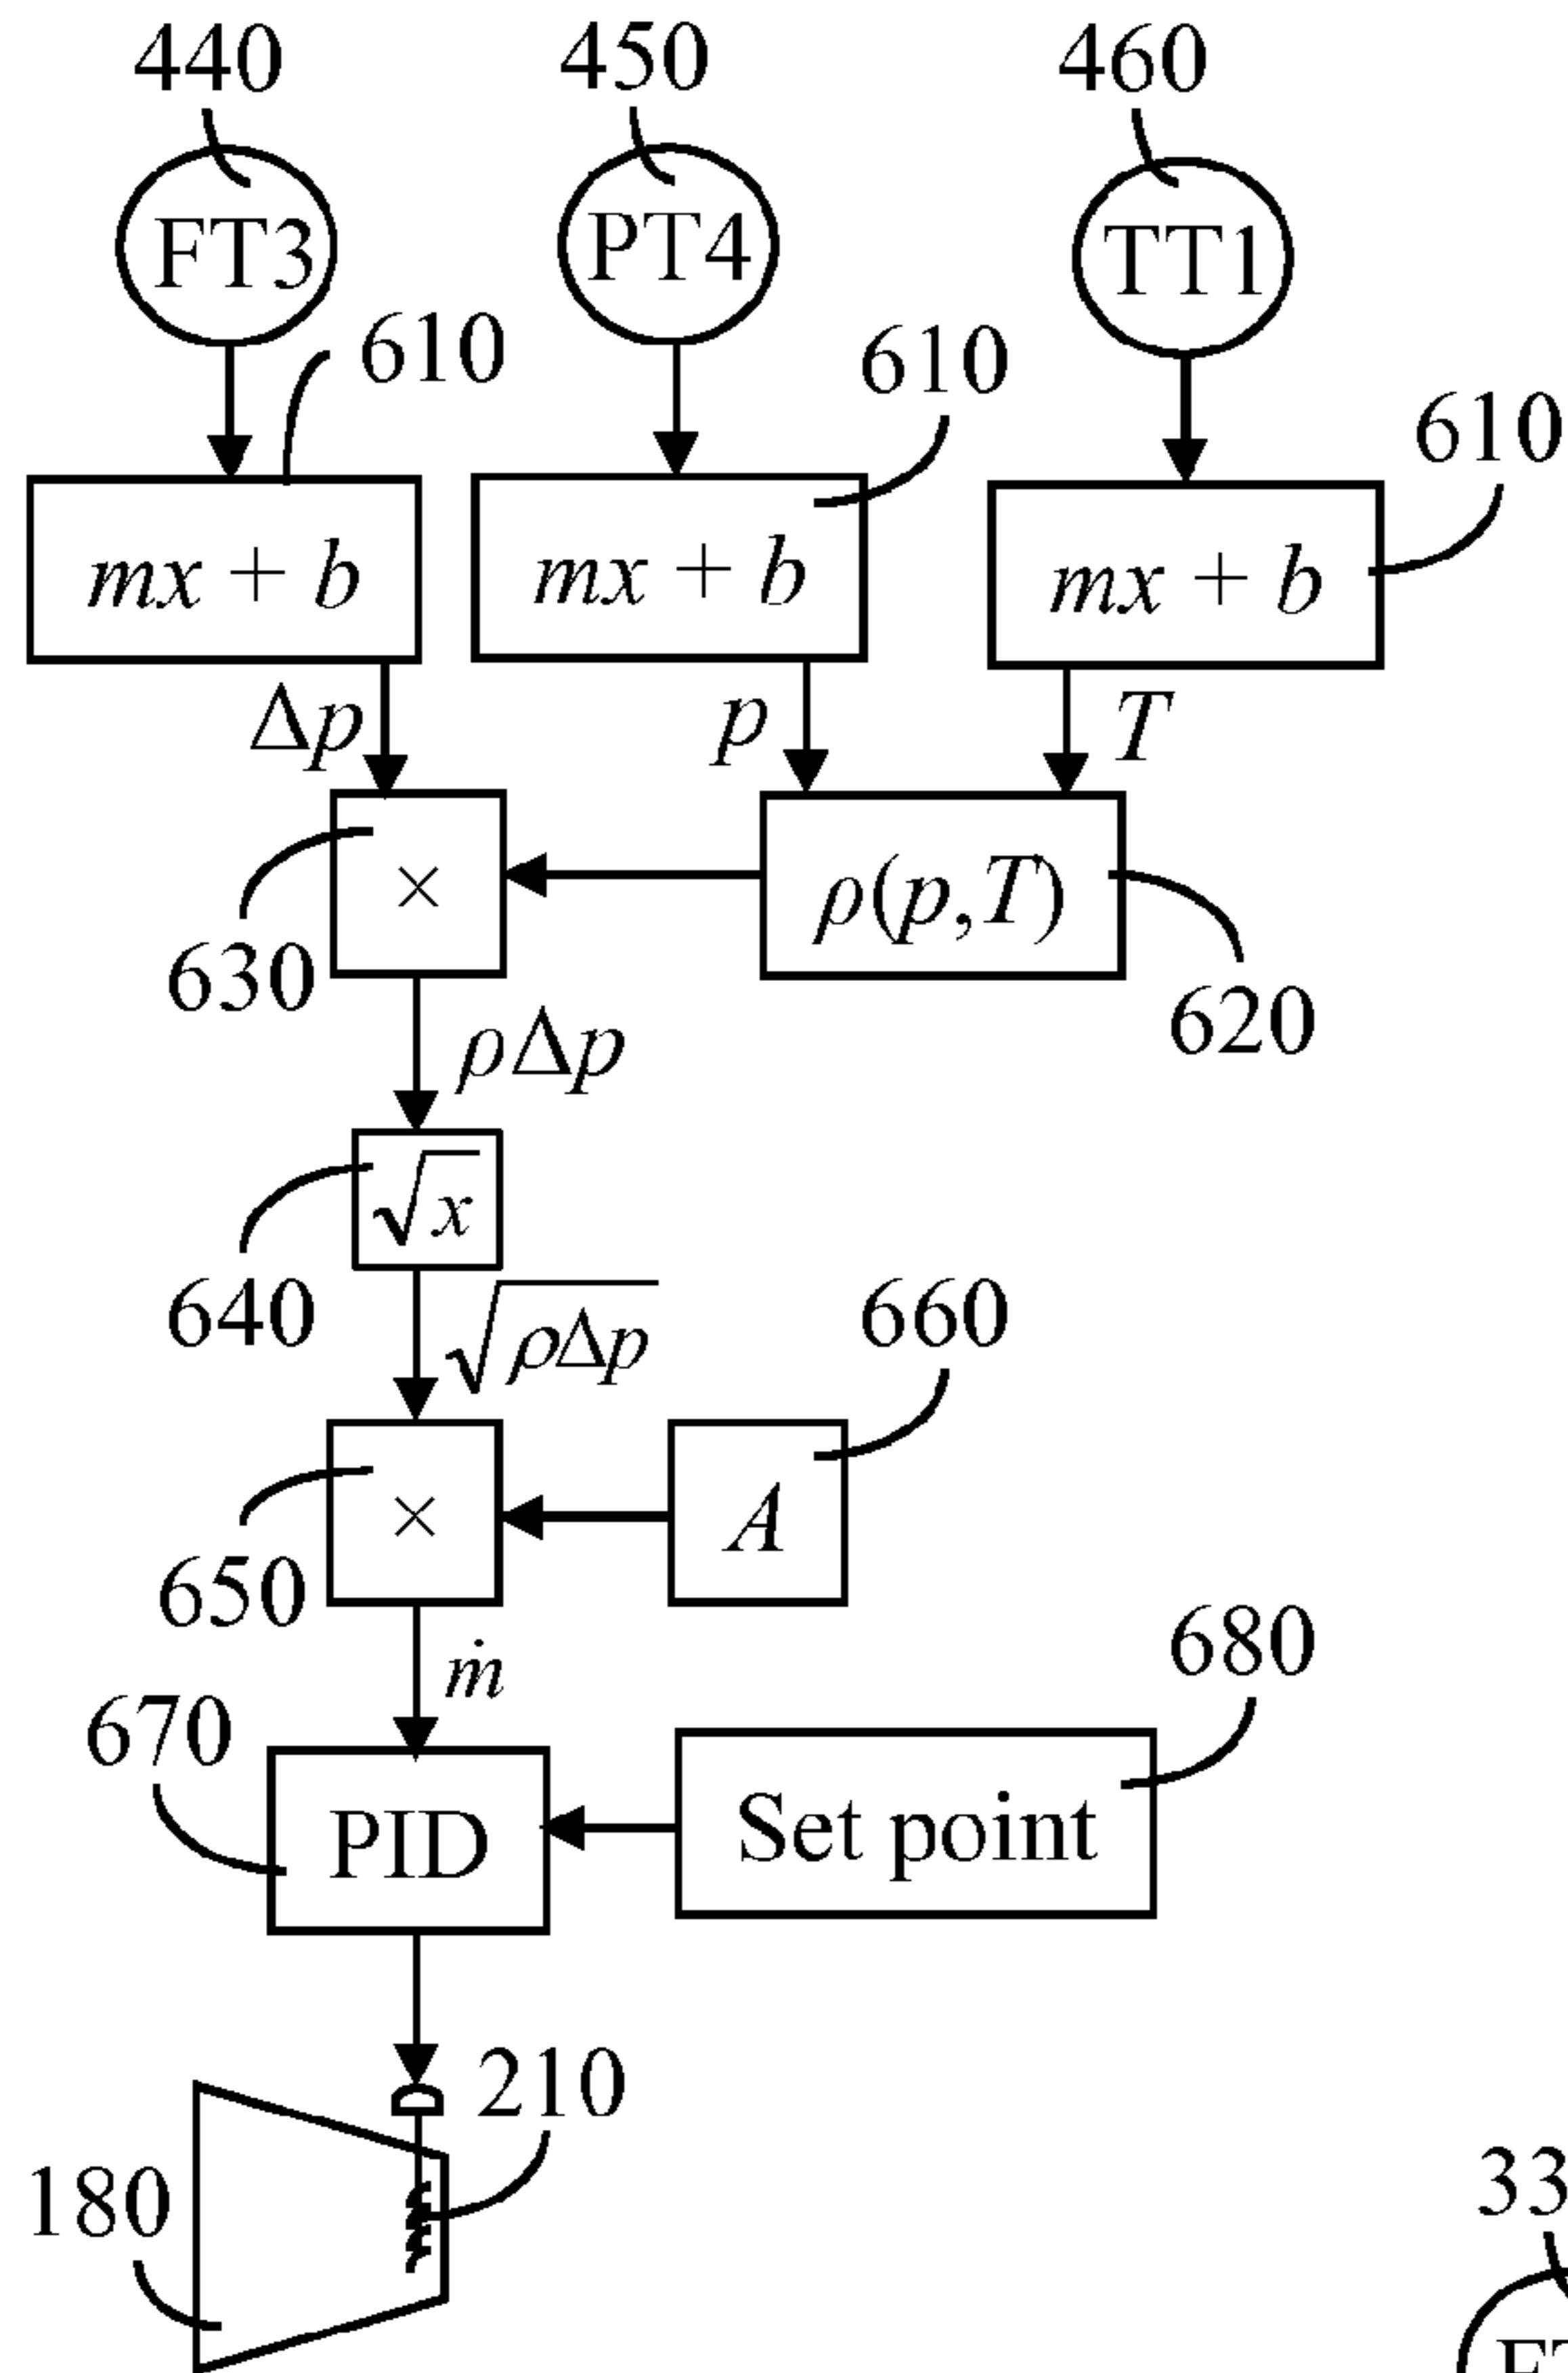 440 450 460
FT3 PT4 TT1
610 610 610
mx + b mx + b mx + b
Δp p T
× ρ(p,T)
630 620
ρΔp
√x
640 √ρΔp 660
× A
650 680
ṁ
670
PID Set point
210
180